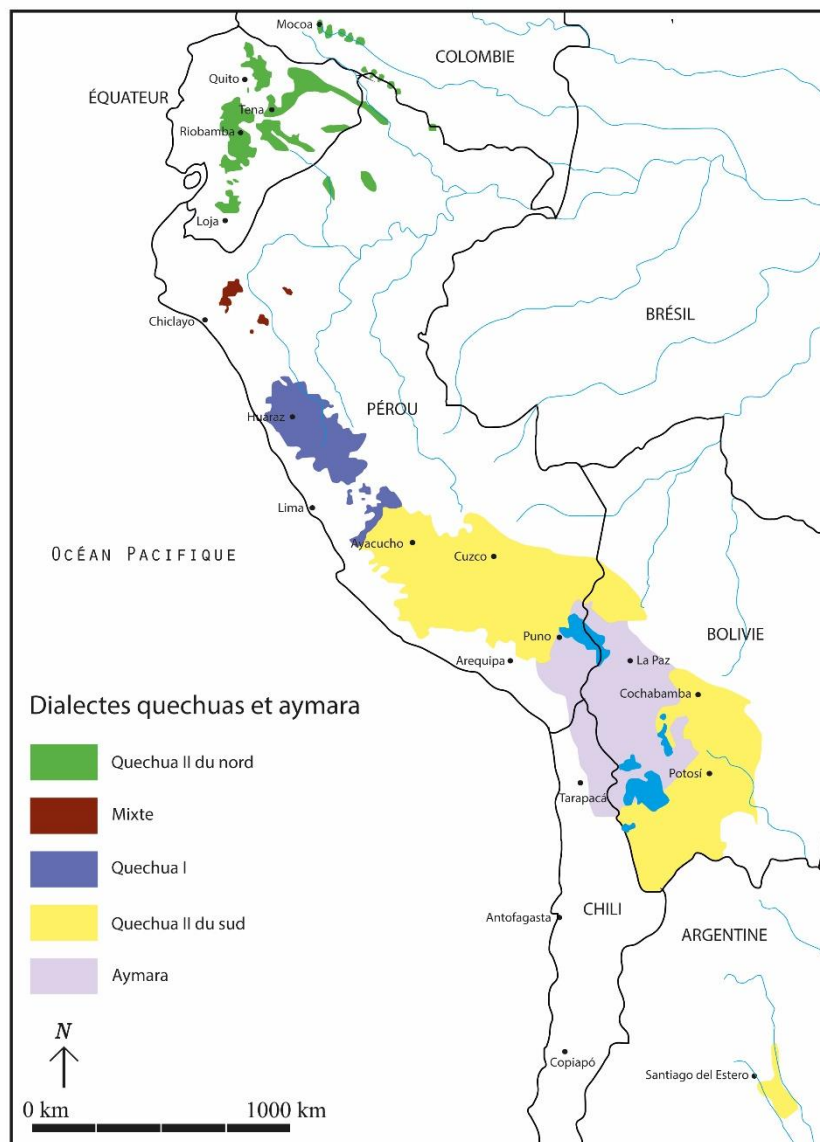 Mocoa
COLOMBIE
Quito
ÉQUATEUR
Tena
Riobamba
Loja
Chiclayo
BRÉSIL
PÉROU
Huaraz
Lima
Ayacucho
Cuzco
OCÉAN PACIFIQUE
Puno
BOLIVIE
Arequipa
La Paz
Cochabamba
Dialectes quechuas et aymara
Quechua II du nord
Potosí
Tarapacá
Mixte
Quechua I
Quechua II du sud
Antofagasta
CHILI
ARGENTINE
Aymara
N
Copiapó
Santiago del Estero
0 km
1000 km